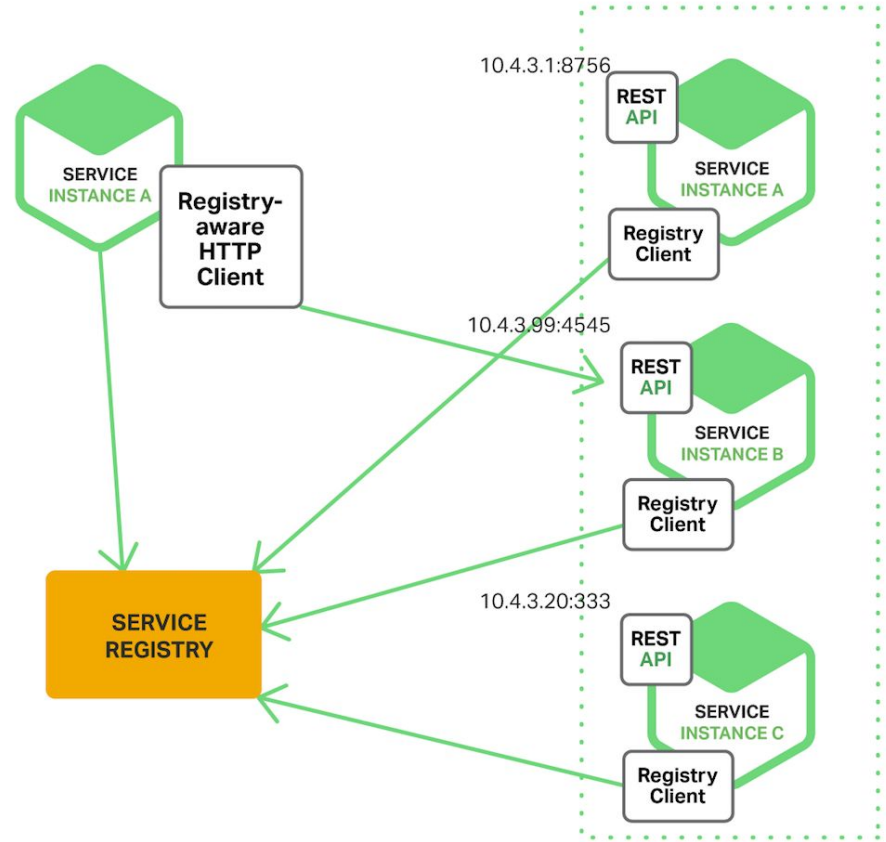 SERVICE
INSTANCE A
Registry-
aware
HTTP
Client
SERVICE
REGISTRY
10.4.3.1:8756
REST
API
SERVICE
INSTANCE A
Registry
Client
10.4.3.99:4545
REST
API
SERVICE
INSTANCE B
Registry
Client
10.4.3.20:333
REST
API
SERVICE
INSTANCE C
Registry
Client